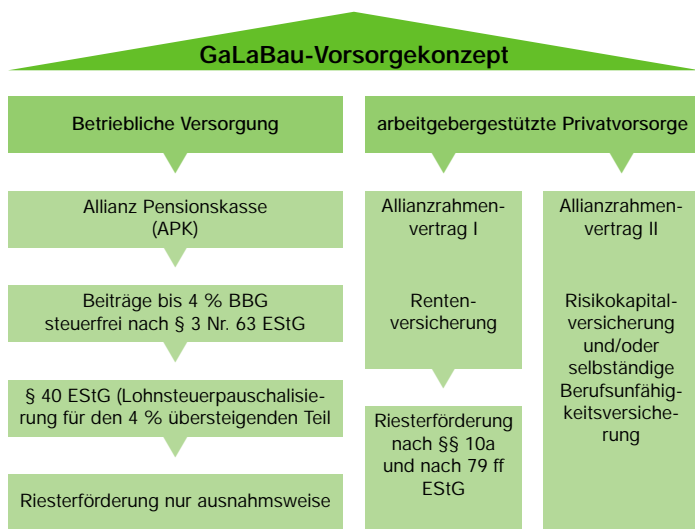 GaLaBau-Vorsorgekonzept
Betriebliche Versorgung
Allianz Pensionskasse
(APK)
Beiträge bis 4 % BBG
steuerfrei nach § 3 Nr. 63 EStG
§ 40 EStG (Lohnsteuerpauschalisie-
rung für den 4 % übersteigenden Teil
Riesterförderung nur ausnahmsweise
arbeitgebergestützte Privatvorsorge
Allianzrahmen-
vertrag I
Renten-
versicherung
Riesterförderung
nach §§ 10a
und nach 79 ff
EStG
Allianzrahmen-
vertrag II
Risikokapital-
versicherung
und/oder
selbständige
Berufsunfähig-
keitsversiche-
rung